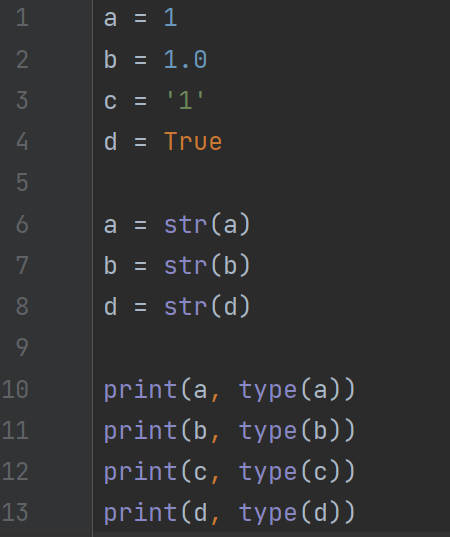 1 a = 1
2 b = 1.0
3 c = '1'
4 d = True
5
6 a = str(a)
7 b = str(b)
8 d = str(d)
9
10 print(a, type(a))
11 print(b, type(b))
12 print(c, type(c))
13 print(d, type(d))